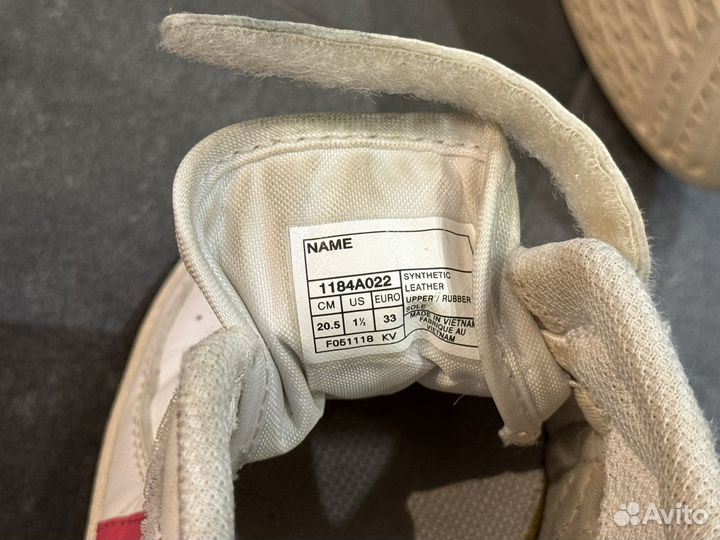 NAME
1184A022
CM US EURO
20.5 1½ 33
F051118 KV
SYNTHETIC
LEATHER
UPPER / RUBBER
SOLE
MADE IN VIETNAM
FABRIQUE AU
VIETNAM
Avito